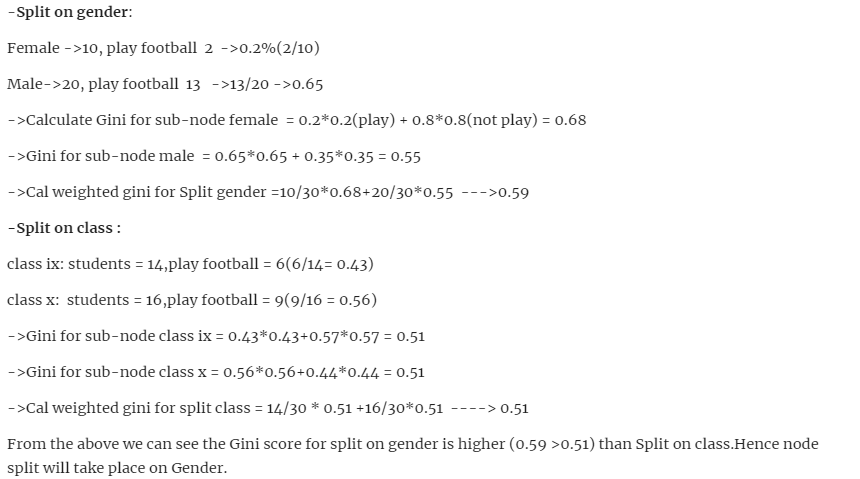 -Split on gender:
Female ->10, play football  2  ->0.2%(2/10)
Male->20, play football  13   ->13/20 ->0.65
->Calculate Gini for sub-node female  = 0.2*0.2(play) + 0.8*0.8(not play) = 0.68
->Gini for sub-node male  = 0.65*0.65 + 0.35*0.35 = 0.55
->Cal weighted gini for Split gender =10/30*0.68+20/30*0.55  --->0.59
-Split on class :
class ix: students = 14,play football = 6(6/14= 0.43)
class x:  students = 16,play football = 9(9/16 = 0.56)
->Gini for sub-node class ix = 0.43*0.43+0.57*0.57 = 0.51
->Gini for sub-node class x = 0.56*0.56+0.44*0.44 = 0.51
->Cal weighted gini for split class = 14/30 * 0.51 +16/30*0.51  ----> 0.51
From the above we can see the Gini score for split on gender is higher (0.59 >0.51) than Split on class.Hence node
split will take place on Gender.